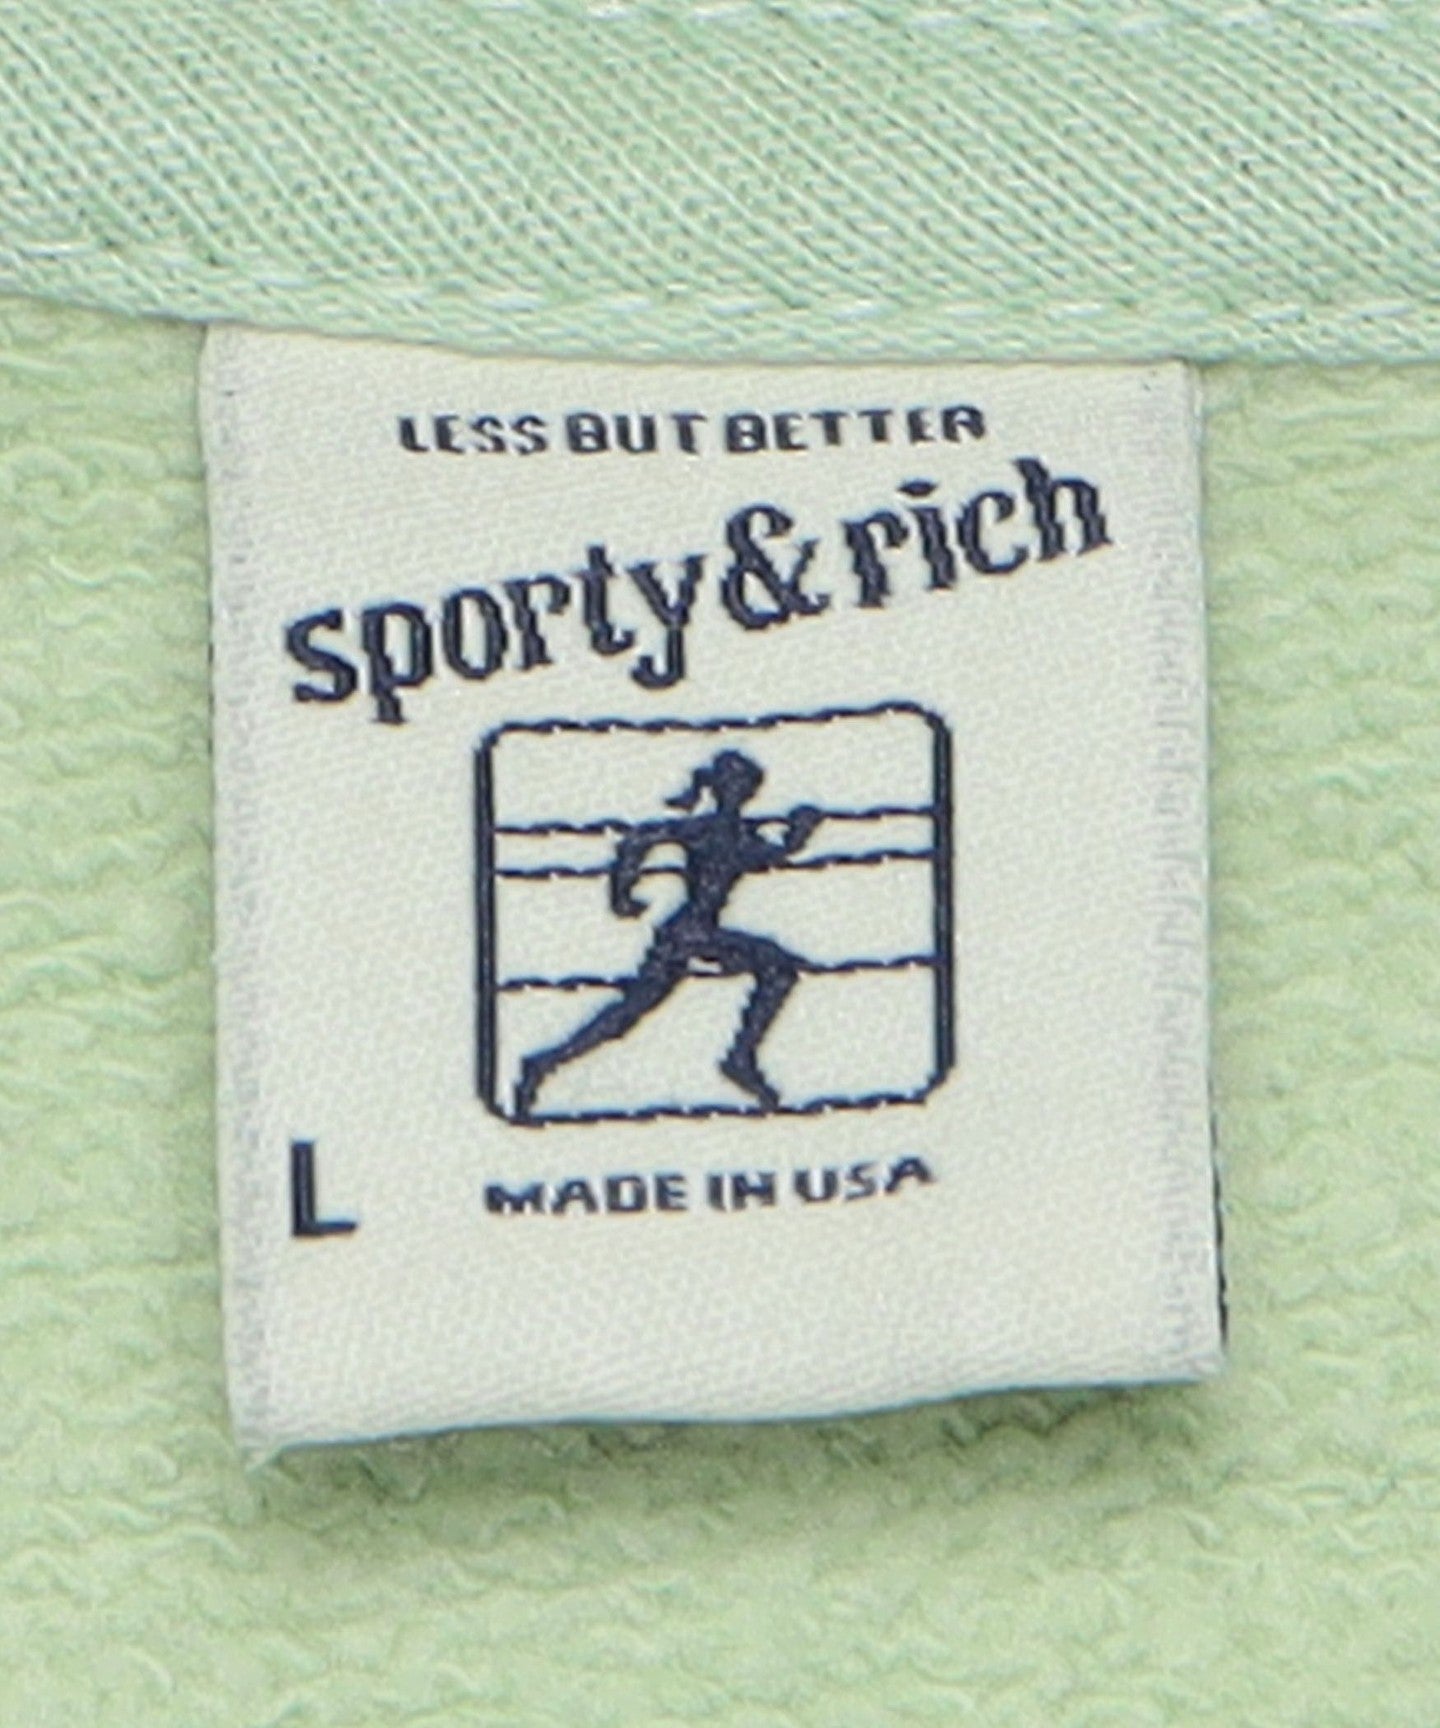 LESS BUT BETTER
sporty & rich
L
MADE IN USA